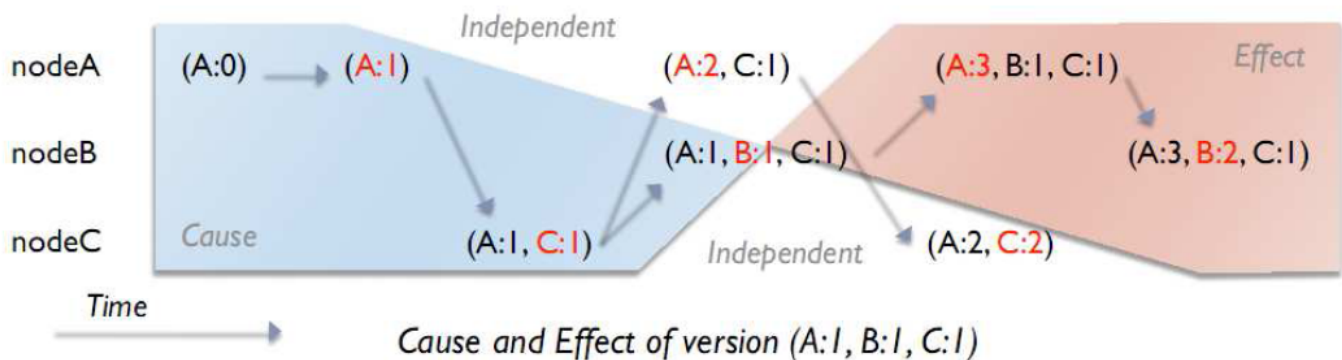 Independent
nodeA (A:0) (A:1) (A:2, C:1) (A:3, B:1, C:1) Effect
nodeB (A:1, B:1, C:1) (A:3, B:2, C:1)
nodeC Cause (A:1, C:1) Independent (A:2, C:2)
Time
Cause and Effect of version (A:1, B:1, C:1)